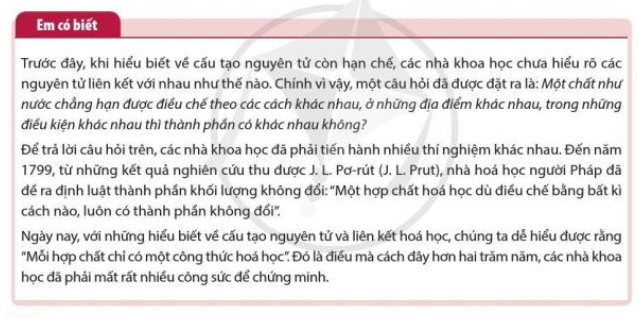 Em có biết
Trước đây, khi hiểu biết về cấu tạo nguyên tử còn hạn chế, các nhà khoa học chưa hiểu rõ các
nguyên tử liên kết với nhau như thế nào. Chính vì vậy, một câu hỏi đã được đặt ra là: Một chất như
nước chẳng hạn được điều chế theo các cách khác nhau, ở những địa điểm khác nhau, trong những
điều kiện khác nhau thì thành phần có khác nhau không?
Để trả lời câu hỏi trên, các nhà khoa học đã phải tiến hành nhiều thí nghiệm khác nhau. Đến năm
1799, từ những kết quả nghiên cứu thu được J. L. Pơ-rút (J. L. Prut), nhà hoá học người Pháp đã
đề ra định luật thành phần khối lượng không đổi: “Một hợp chất hoá học dù điều chế bằng bất kì
cách nào, luôn có thành phần không đổi”.
Ngày nay, với những hiểu biết về cấu tạo nguyên tử và liên kết hoá học, chúng ta dễ hiểu được rằng
“Mỗi hợp chất chỉ có một công thức hoá học”. Đó là điều mà cách đây hơn hai trăm năm, các nhà khoa
học đã phải mất rất nhiều công sức để chứng minh.